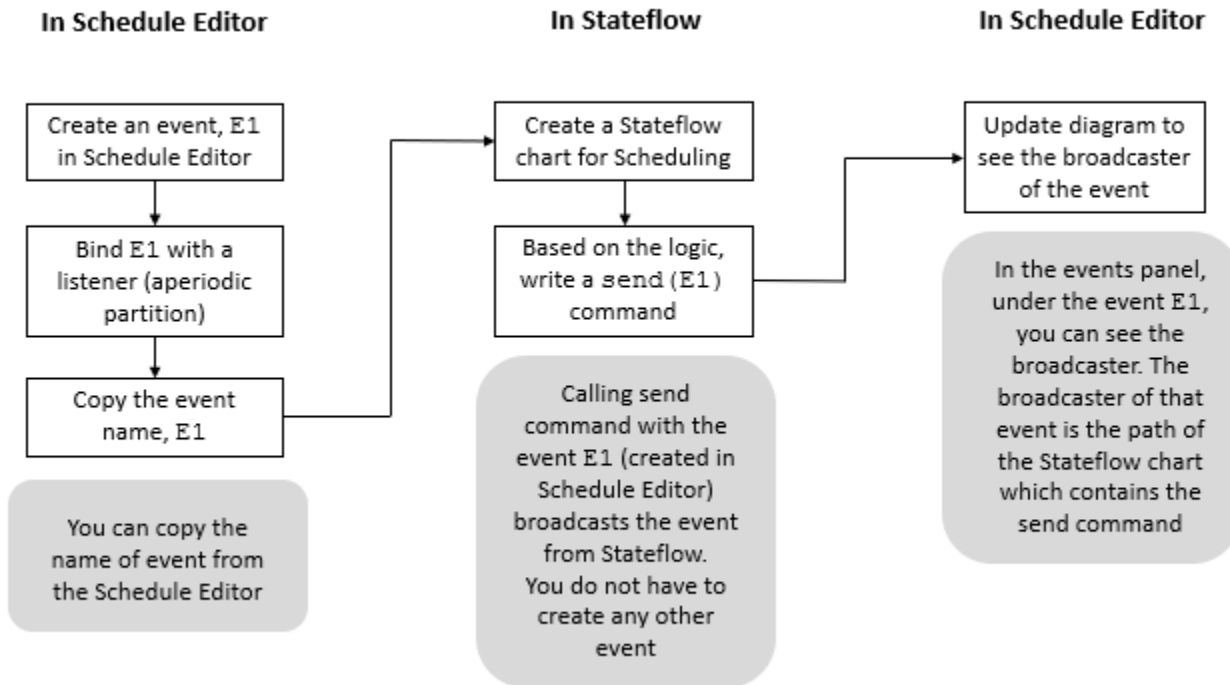 In Schedule Editor
Create an event, E1
in Schedule Editor
Bind E1 with a
listener (aperiodic
partition)
Copy the event
name, E1
You can copy the
name of event from
the Schedule Editor
In Stateflow
Create a Stateflow
chart for Scheduling
Based on the logic,
write a send(E1)
command
Calling send
command with the
event E1 (created in
Schedule Editor)
broadcasts the event
from Stateflow.
You do not have to
create any other
event
In Schedule Editor
Update diagram to
see the broadcaster
of the event
In the events panel,
under the event E1,
you can see the
broadcaster. The
broadcaster of that
event is the path of
the Stateflow chart
which contains the
send command